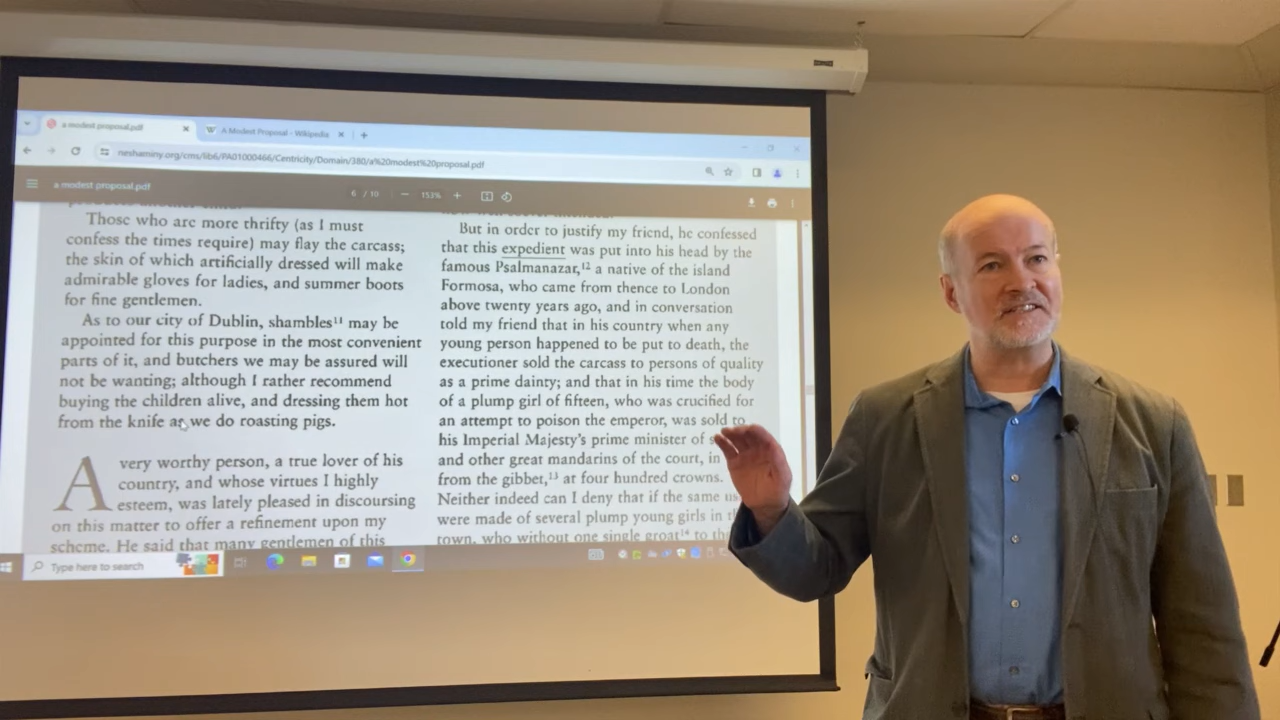 a modest proposal.pdf
A Modest Proposal - Wikipedia
neshaminy.org/cms/lib6/PA01000466/Centricity/Domain/380/a%20modest%20proposal.pdf
a modest proposal.pdf
6 / 10
153%
Those who are more thrifty (as I must
confess the times require) may flay the carcass;
the skin of which artificially dressed will make
admirable gloves for ladies, and summer boots
for fine gentlemen.
As to our city of Dublin, shambles¹¹ may be
appointed for this purpose in the most convenient
parts of it, and butchers we may be assured will
not be wanting; although I rather recommend
buying the children alive, and dressing them hot
from the knife as we do roasting pigs.
A very worthy person, a true lover of his
country, and whose virtues I highly
esteem, was lately pleased in discoursing
on this matter to offer a refinement upon my
scheme. He said that many gentlemen of this
But in order to justify my friend, he confessed
that this expedient was put into his head by the
famous Psalmanazar,¹² a native of the island
Formosa, who came from thence to London
above twenty years ago, and in conversation
told my friend that in his country when any
young person happened to be put to death, the
executioner sold the carcass to persons of quality
as a prime dainty; and that in his time the body
of a plump girl of fifteen, who was crucified for
an attempt to poison the emperor, was sold to
his Imperial Majesty's prime minister of
and other great mandarins of the court, in
from the gibbet,¹³ at four hundred crowns.
Neither indeed can I deny that if the same
were made of several plump young girls in
town, who without one single groat¹⁴ to
Type here to search